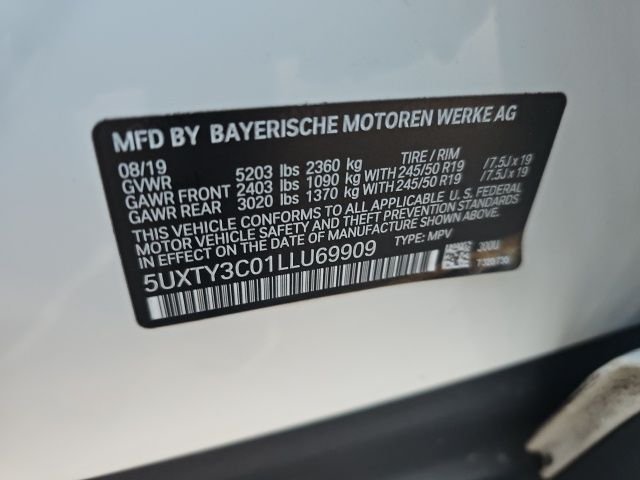 MFD BY BAYERISCHE MOTOREN WERKE AG
08/19 TIRE / RIM
GVWR 5203 lbs 2360 kg
GAWR FRONT 2403 lbs 1090 kg WITH 245/50 R19 /7.5J x 19
GAWR REAR 3020 lbs 1370 kg WITH 245/50 R19 /7.5J x 19
THIS VEHICLE CONFORMS TO ALL APPLICABLE U. S. FEDERAL
MOTOR VEHICLE SAFETY AND THEFT PREVENTION STANDARDS
IN EFFECT ON DATE OF MANUFACTURE SHOWN ABOVE.
5UXTY3C01LLU69909 TYPE: MPV
300U